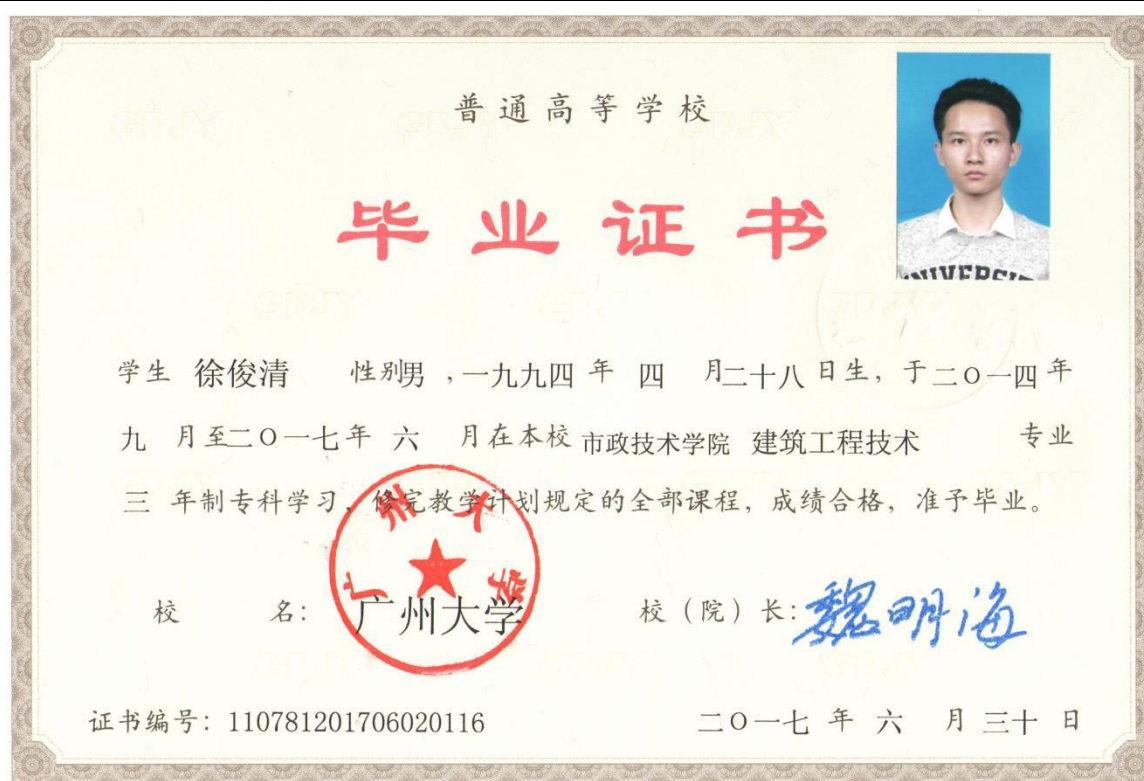 普通高等学校
毕业证书
UNIVERSIT
学生 徐俊清 性别男 ,一九九四 年 四 月二十八日生，于二〇一四年
九 月至二〇一七年 六 月在本校 市政技术学院 建筑工程技术 专业
三 年制专科学习，修完教学计划规定的全部课程，成绩合格，准予毕业。
广州大学
校 名：广州大学 校（院）长：魏明海
证书编号：110781201706020116 二〇一七 年 六 月 三十 日